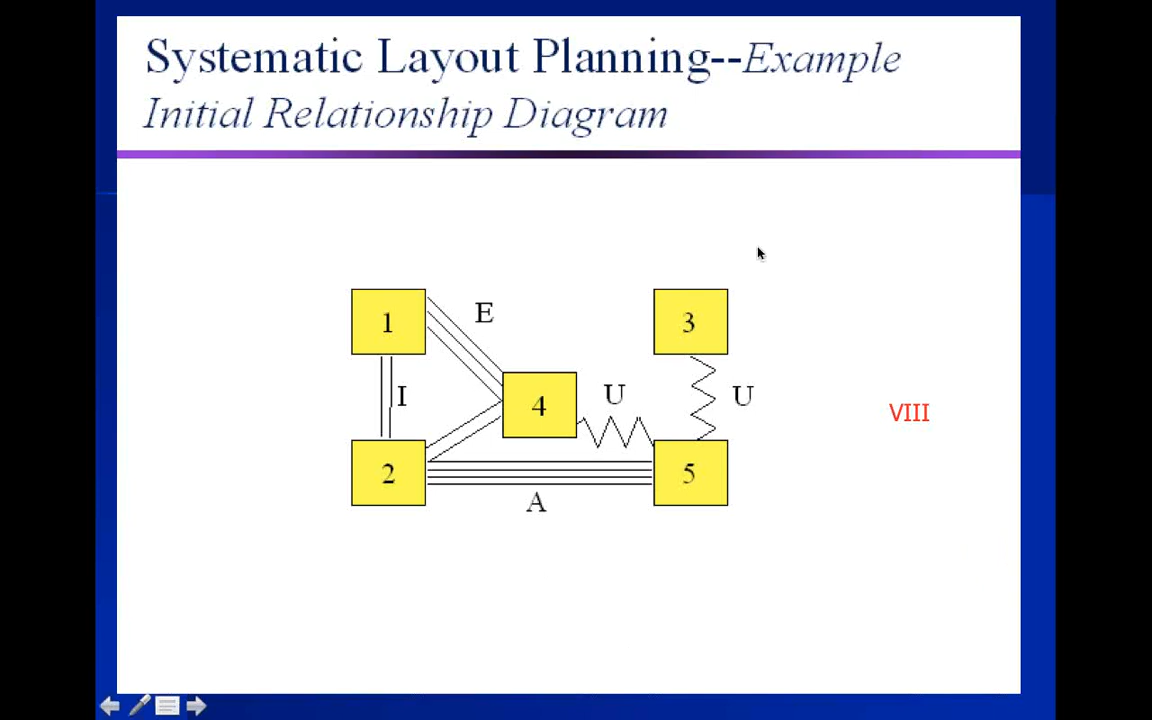 Systematic Layout Planning--Example
Initial Relationship Diagram
1
E
3
4
U
I
U
VIII
2
5
A